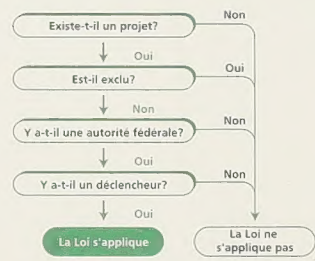 Existe-t-il un projet?
Non
Oui
Est-il exclu?
Oui
Non
Y a-t-il une autorité fédérale?
Non
Oui
Y a-t-il un déclencheur?
Non
Oui
La Loi s'applique
La Loi ne
s'applique pas